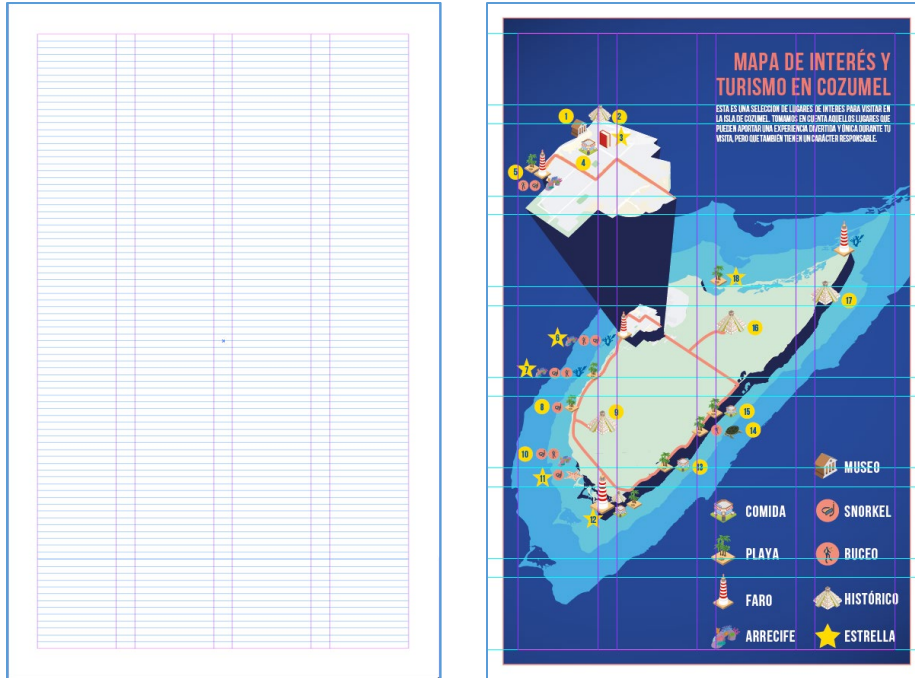 MAPA DE INTERÉS Y
TURISMO EN COZUMEL
ESTA ES UNA SELECCION DE LUGARES DE INTERES PARA VISITAR EN
LA ISLA DE COZUMEL. TOMAMOS EN CUENTA AQUELLOS LUGARES QUE
PUEDEN APORTAR UNA EXPERIENCIA DIVERTIDA Y ÚNICA DURANTE TU
VISITA, PERO QUE TAMBIÉN TIENEN UN CARÁCTER RESPONSABLE.
1
2
3
4
5
18
17
16
6
7
8
9
15
14
10
13
11
12
MUSEO
COMIDA
SNORKEL
PLAYA
BUCEO
FARO
HISTÓRICO
ARRECIFE
ESTRELLA